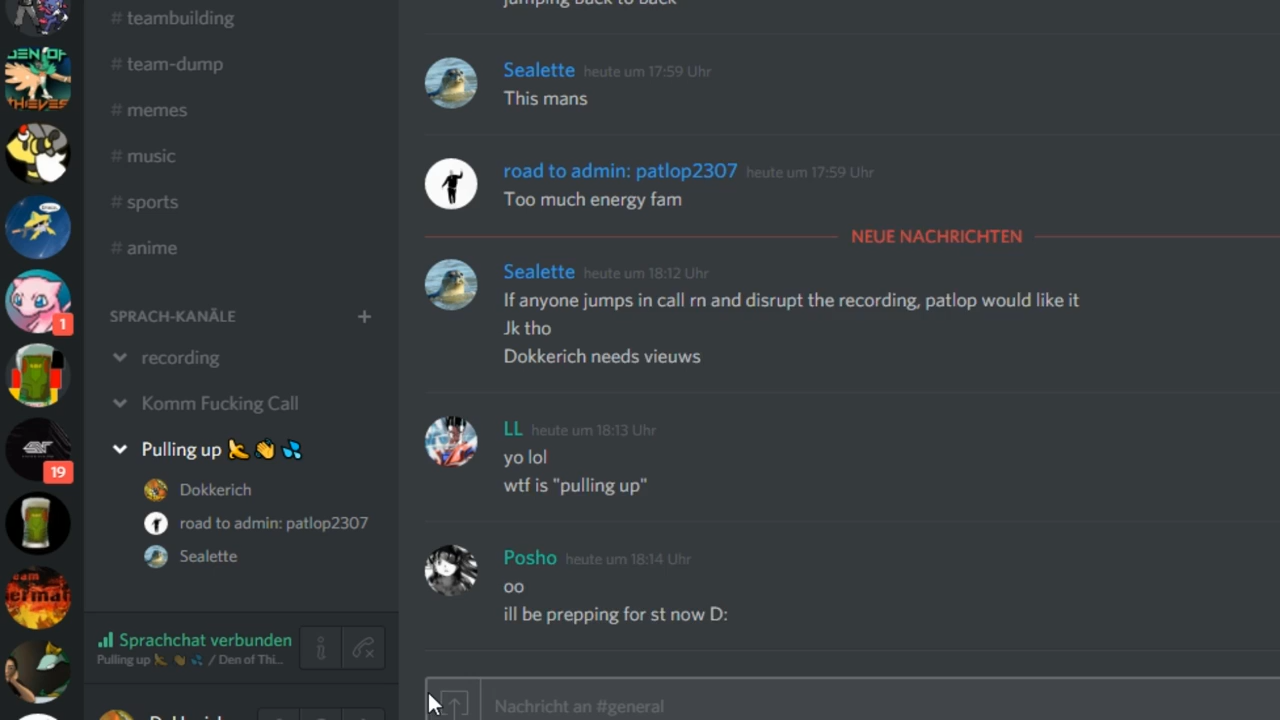 # teambuilding
# team-dump
# memes
# music
# sports
# anime
SPRACH-KANÄLE +
recording
Komm Fucking Call
Pulling up
Dokkerich
road to admin: patlop2307
Sealette
Sprachchat verbunden
Pulling up / Den of Thi...
DEN OF
THIEVES
1
19
jumping back to back
Sealette heute um 17:59 Uhr
This mans
road to admin: patlop2307 heute um 17:59 Uhr
Too much energy fam
NEUE NACHRICHTEN
Sealette heute um 18:12 Uhr
If anyone jumps in call rn and disrupt the recording, patlop would like it
Jk tho
Dokkerich needs vieuws
LL heute um 18:13 Uhr
yo lol
wtf is "pulling up"
Posho heute um 18:14 Uhr
oo
ill be prepping for st now D:
Nachricht an #general